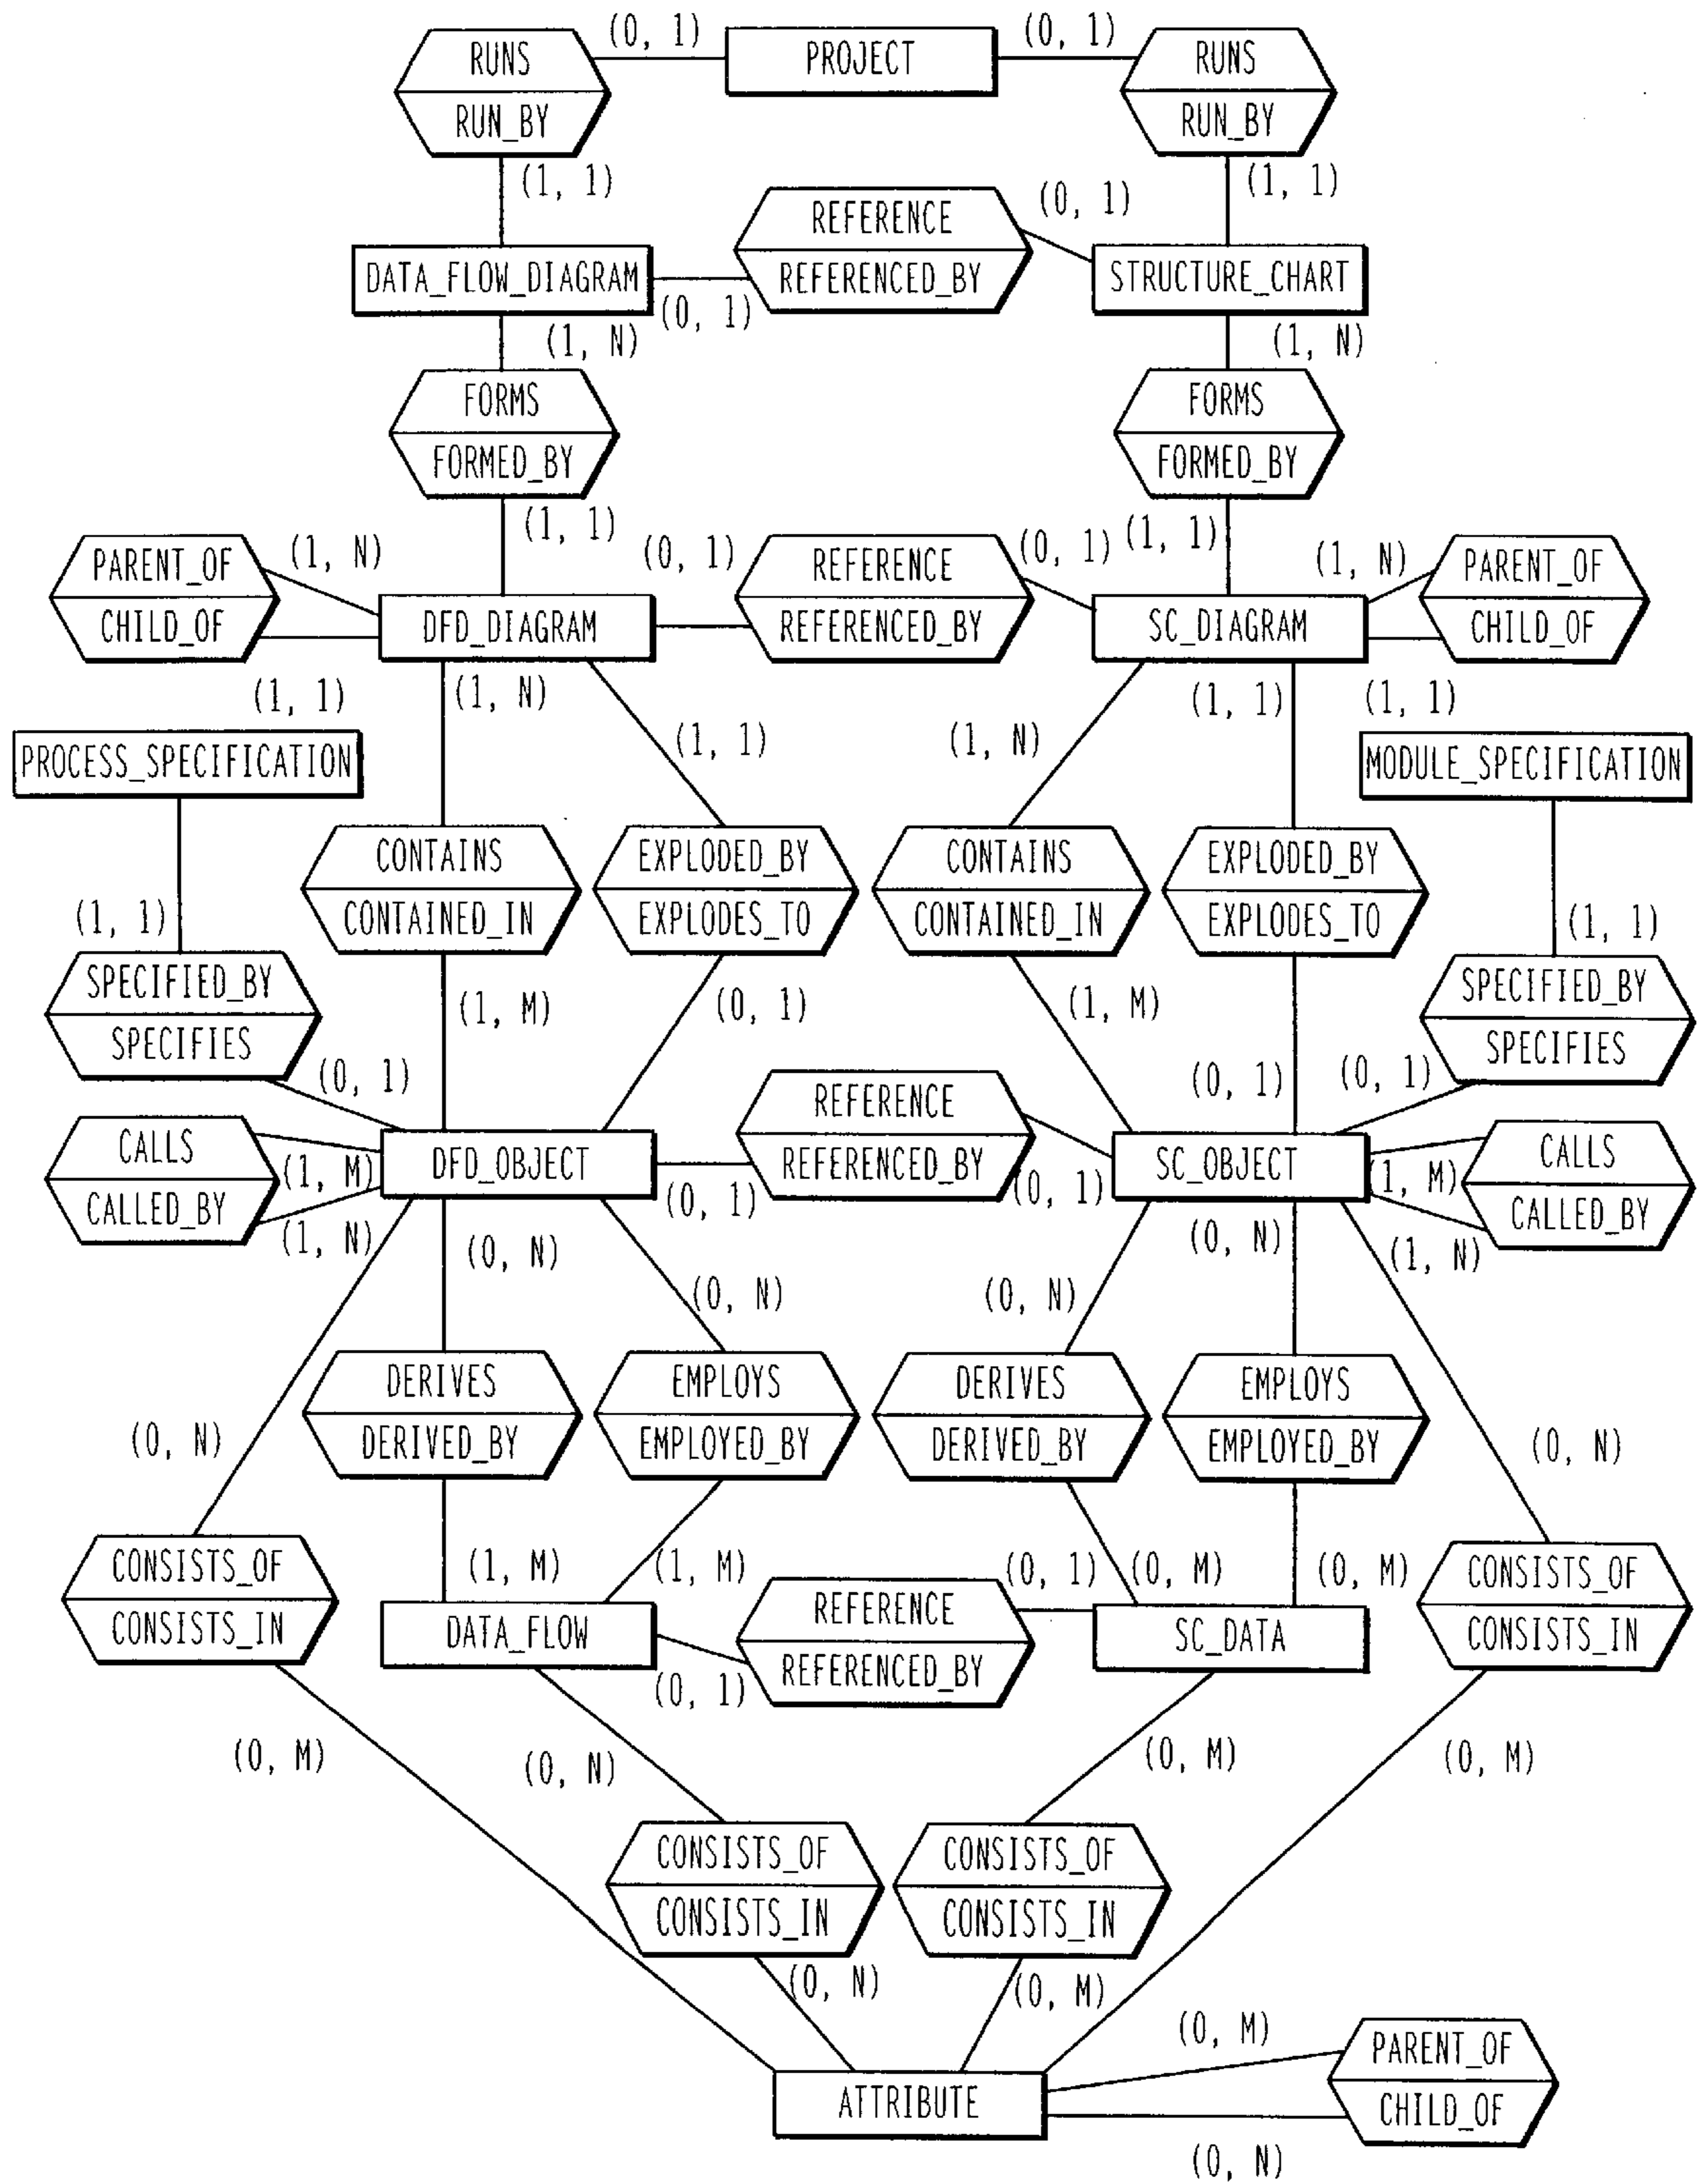 (0, 1)
(0, 1)
RUNS
PROJECT
RUNS
RUN_BY
RUN_BY
(1, 1)
(1, 1)
(0, 1)
REFERENCE
DATA_FLOW_DIAGRAM
REFERENCED_BY
STRUCTURE_CHART
(0, 1)
(1, N)
(1, N)
FORMS
FORMS
FORMED_BY
FORMED_BY
(1, 1)
(1, 1)
(1, N)
(0, 1)
(0, 1)
(1, N)
PARENT_OF
REFERENCE
PARENT_OF
CHILD_OF
DFD_DIAGRAM
REFERENCED_BY
SC_DIAGRAM
CHILD_OF
(1, 1)
(1, N)
(1, 1)
(1, 1)
PROCESS_SPECIFICATION
(1, 1)
(1, N)
MODULE_SPECIFICATION
CONTAINS
EXPLODED_BY
CONTAINS
EXPLODED_BY
CONTAINED_IN
EXPLODES_TO
CONTAINED_IN
EXPLODES_TO
(1, 1)
(1, 1)
SPECIFIED_BY
(1, M)
(0, 1)
(1, M)
SPECIFIED_BY
SPECIFIES
SPECIFIES
(0, 1)
(0, 1)
(0, 1)
REFERENCE
CALLS
DFD_OBJECT
REFERENCED_BY
SC_OBJECT
CALLS
(1, M)
(0, 1)
(0, 1)
(1, M)
CALLED_BY
CALLED_BY
(1, N)
(0, N)
(0, N)
(1, N)
(0, N)
(0, N)
DERIVES
EMPLOYS
DERIVES
EMPLOYS
DERIVED_BY
EMPLOYED_BY
DERIVED_BY
EMPLOYED_BY
(0, N)
(0, N)
CONSISTS_OF
(1, M)
(1, M)
(0, 1)
(0, M)
(0, M)
CONSISTS_OF
REFERENCE
CONSISTS_IN
DATA_FLOW
REFERENCED_BY
SC_DATA
CONSISTS_IN
(0, 1)
(0, M)
(0, N)
(0, M)
(0, M)
CONSISTS_OF
CONSISTS_OF
CONSISTS_IN
CONSISTS_IN
(0, N)
(0, M)
(0, M)
PARENT_OF
ATTRIBUTE
CHILD_OF
(0, N)